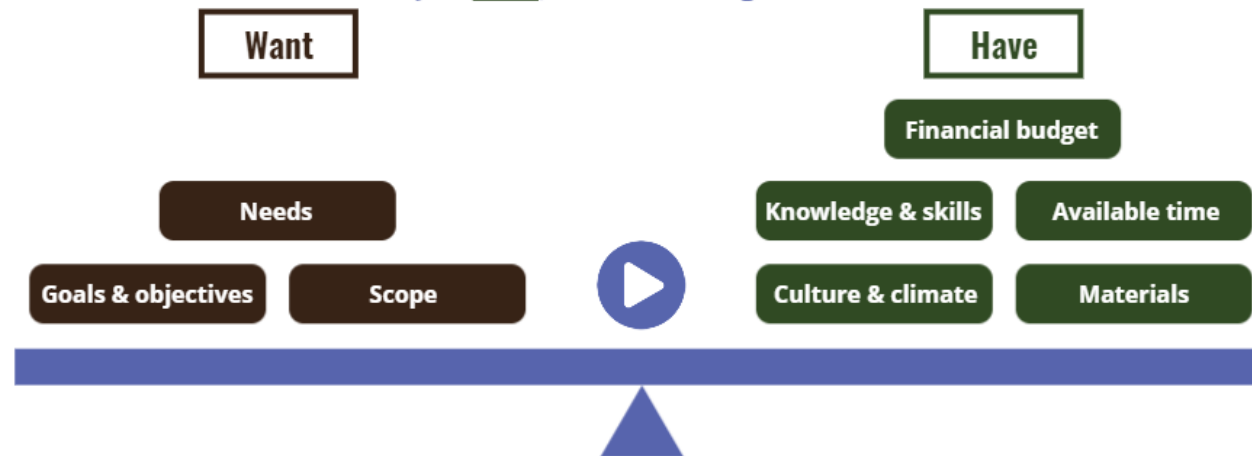 Want
Have
Financial budget
Needs
Knowledge & skills
Available time
Goals & objectives
Scope
Culture & climate
Materials